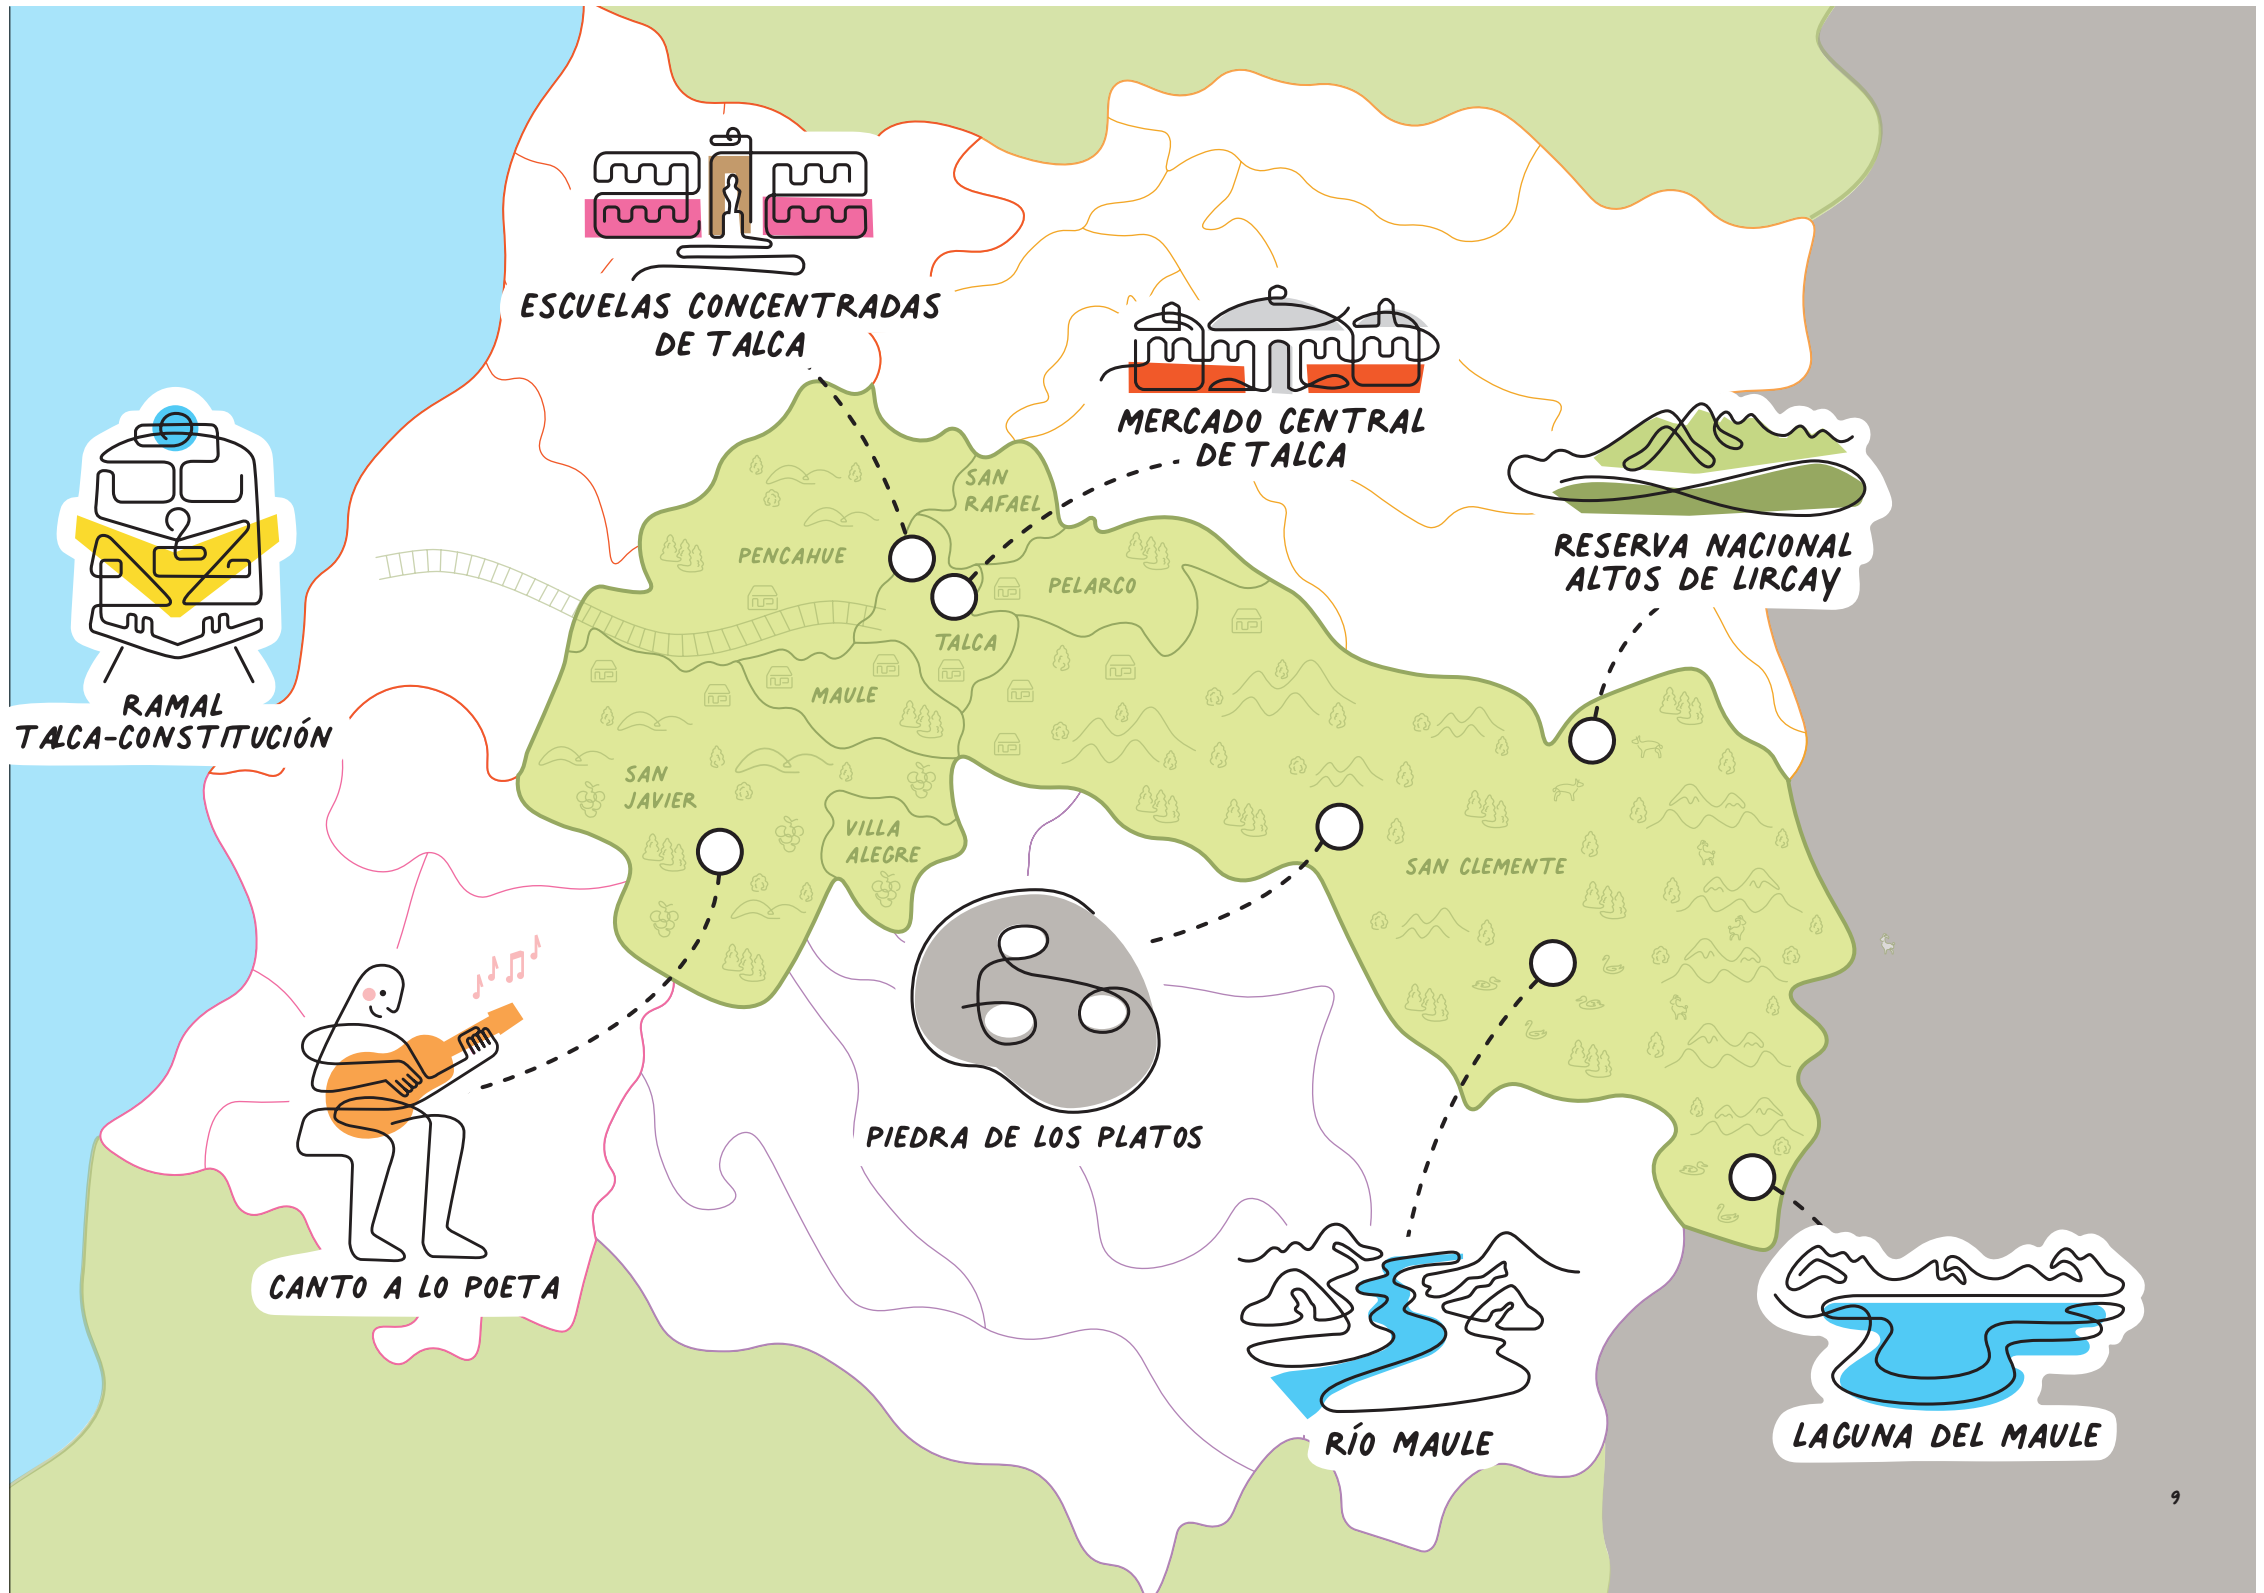 ESCUELAS CONCENTRADAS
DE TALCA
MERCADO CENTRAL
DE TALCA
SAN
RAFAEL
RESERVA NACIONAL
ALTOS DE LIRCAY
PENCAHUE
PELARCO
TALCA
MAULE
RAMAL
TALCA-CONSTITUCIÓN
SAN
JAVIER
VILLA
ALEGRE
SAN CLEMENTE
PIEDRA DE LOS PLATOS
CANTO A LO POETA
RÍO MAULE
LAGUNA DEL MAULE
9